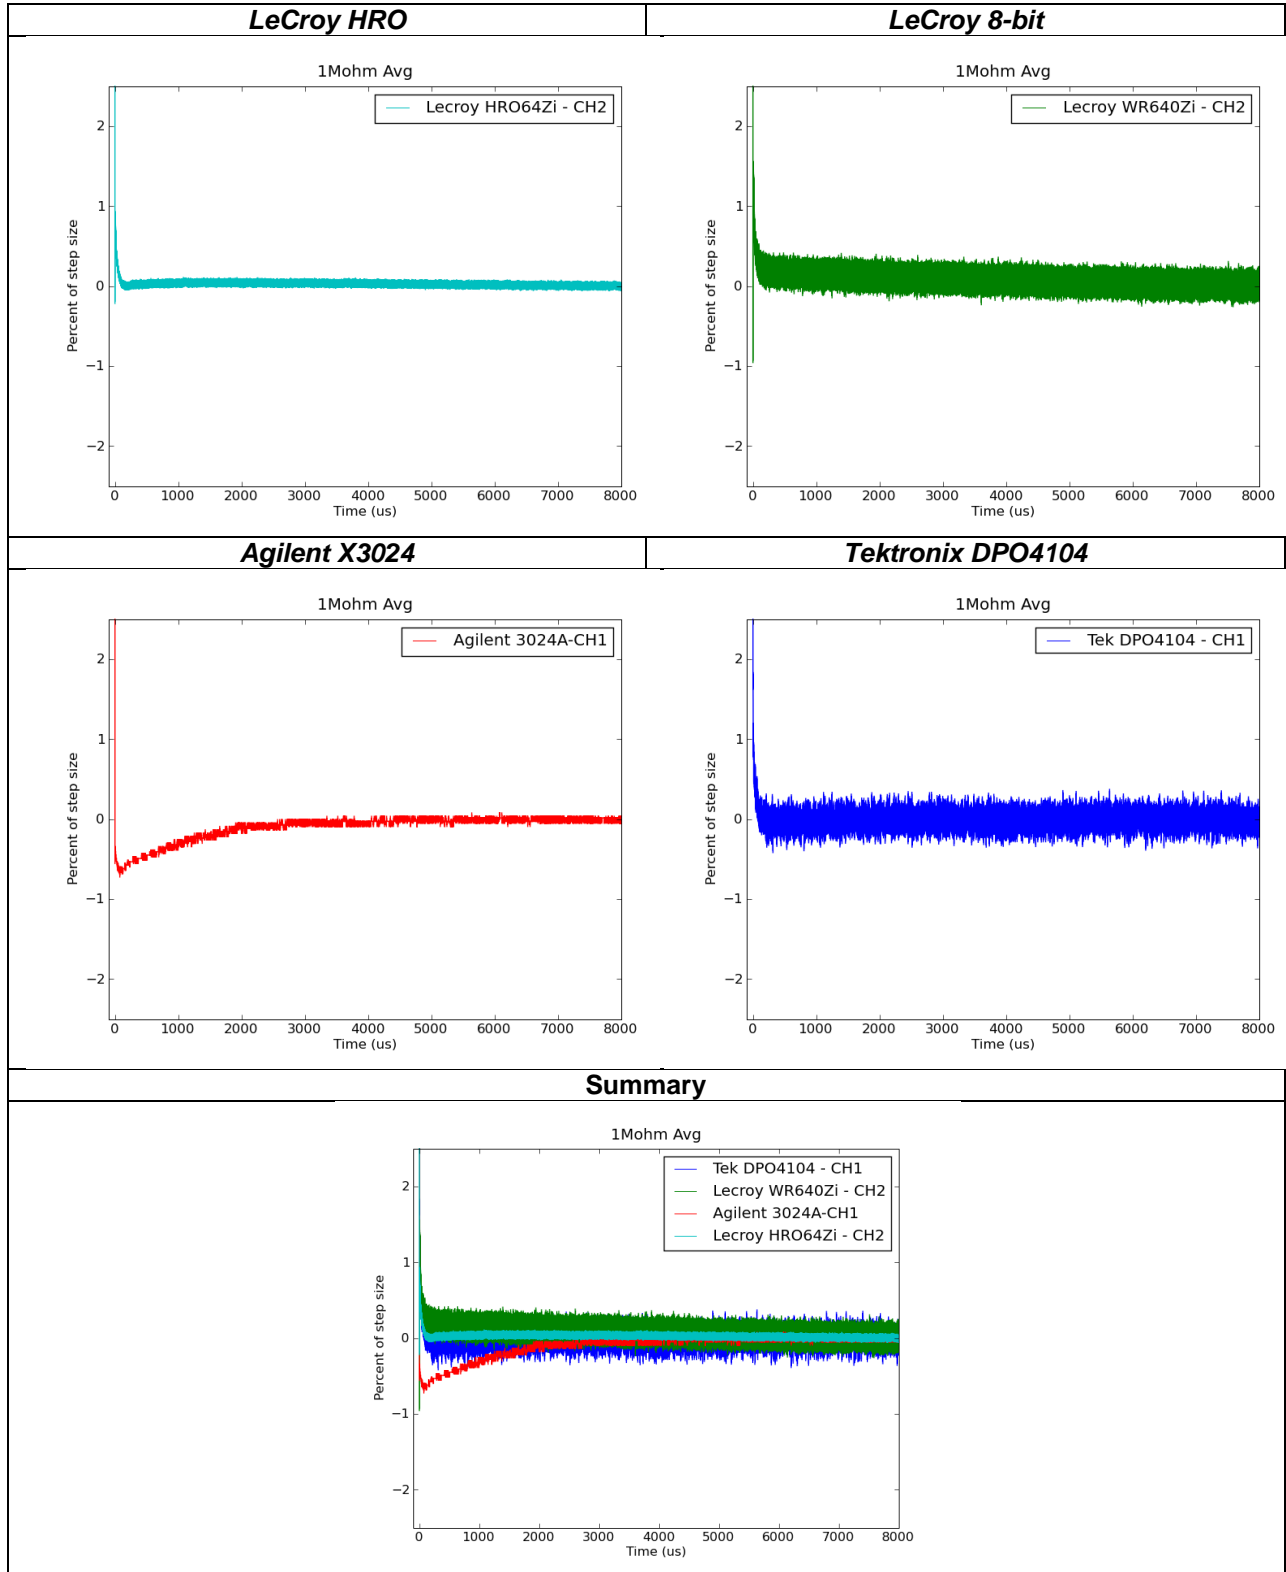 LeCroy HRO
LeCroy 8-bit
1Mohm Avg
Lecroy HRO64Zi - CH2
Percent of step size
2
1
0
−1
−2
0 1000 2000 3000 4000 5000 6000 7000 8000
Time (us)
1Mohm Avg
Lecroy WR640Zi - CH2
Percent of step size
2
1
0
−1
−2
0 1000 2000 3000 4000 5000 6000 7000 8000
Time (us)
Agilent X3024
Tektronix DPO4104
1Mohm Avg
Agilent 3024A-CH1
Percent of step size
2
1
0
−1
−2
0 1000 2000 3000 4000 5000 6000 7000 8000
Time (us)
1Mohm Avg
Tek DPO4104 - CH1
Percent of step size
2
1
0
−1
−2
0 1000 2000 3000 4000 5000 6000 7000 8000
Time (us)
Summary
1Mohm Avg
Tek DPO4104 - CH1
Lecroy WR640Zi - CH2
Agilent 3024A-CH1
Lecroy HRO64Zi - CH2
Percent of step size
2
1
0
−1
−2
0 1000 2000 3000 4000 5000 6000 7000 8000
Time (us)